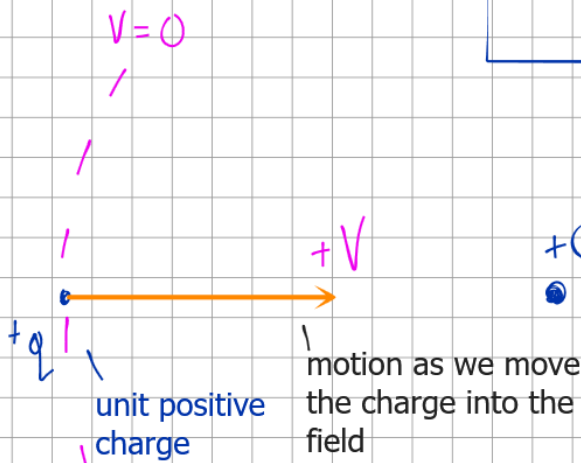 V = 0
+V
+
+q
unit positive
charge
motion as we move
the charge into the
field